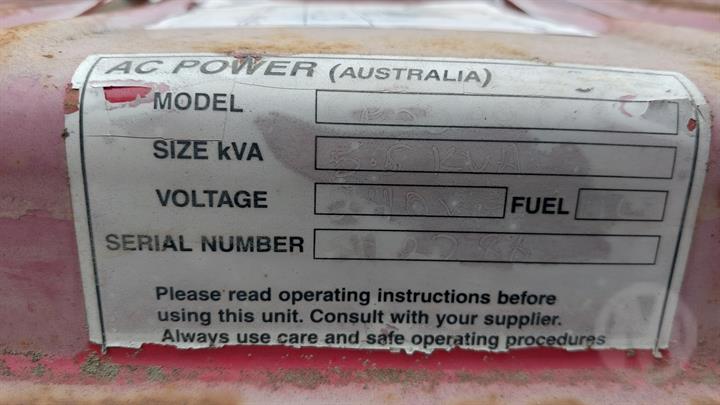 AC POWER (AUSTRALIA)
MODEL
SIZE kVA KVA
VOLTAGE FUEL
SERIAL NUMBER
Please read operating instructions before
using this unit. Consult with your supplier.
Always use care and safe operating procedures